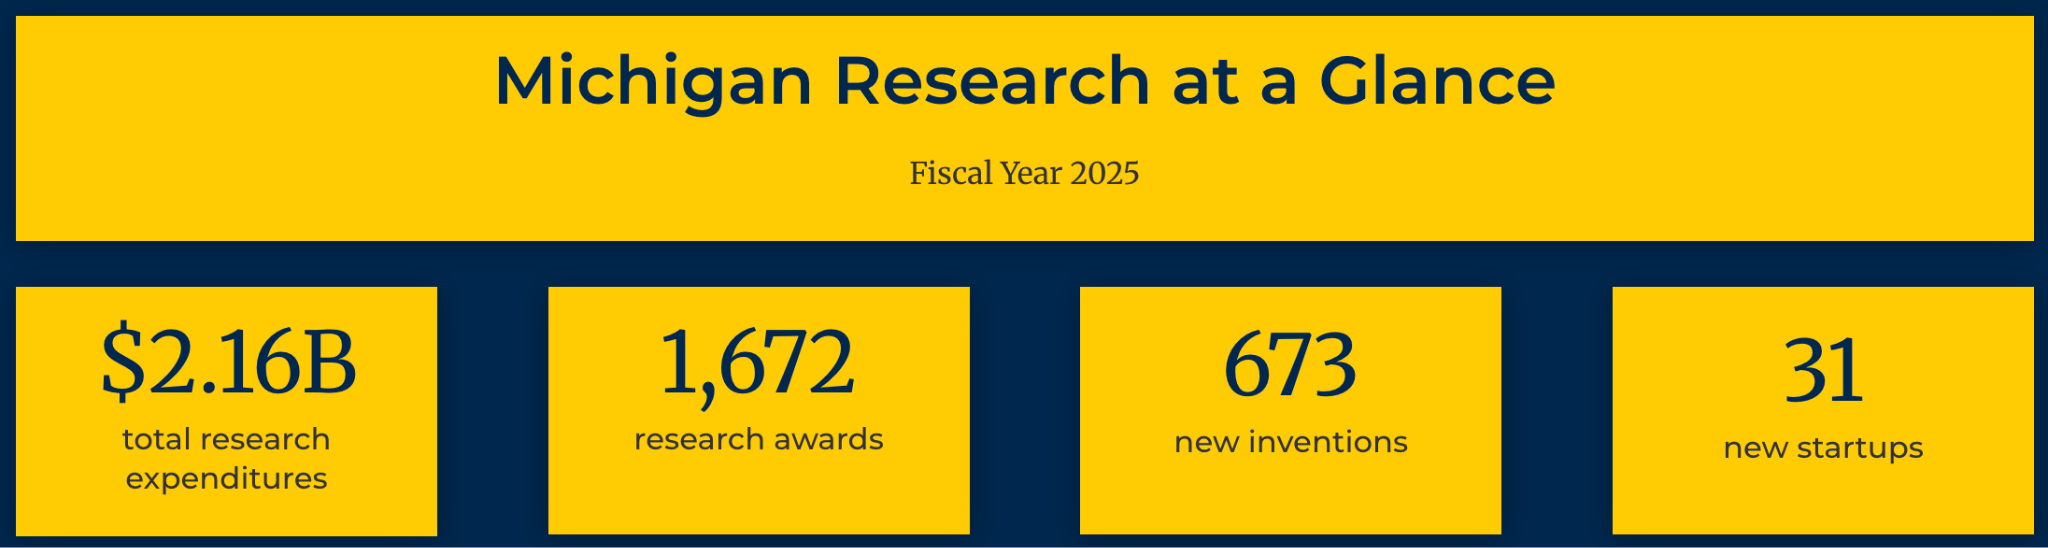 Michigan Research at a Glance
Fiscal Year 2025
$2.16B
total research
expenditures
1,672
research awards
673
new inventions
31
new startups